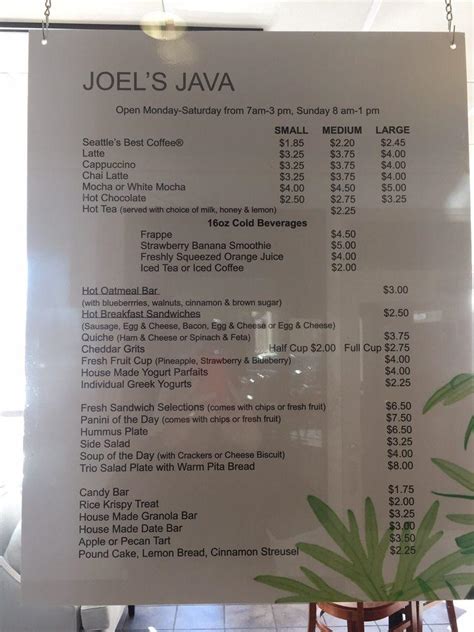 JOEL'S JAVA
Open Monday-Saturday from 7am-3 pm, Sunday 8 am-1 pm
SMALL MEDIUM LARGE
Seattle's Best Coffee® $1.85 $2.20 $2.45
Latte $3.25 $3.75 $4.00
Cappuccino $3.25 $3.75 $4.00
Chai Latte $3.25 $3.75 $4.00
Mocha or White Mocha $4.00 $4.50 $5.00
Hot Chocolate $2.50 $2.75 $3.25
Hot Tea (served with choice of milk, honey & lemon) $2.25
16oz Cold Beverages
Frappe $4.50
Strawberry Banana Smoothie $5.00
Freshly Squeezed Orange Juice $4.00
Iced Tea or Iced Coffee $2.00
Hot Oatmeal Bar $3.00
(with blueberrries, walnuts, cinnamon & brown sugar)
Hot Breakfast Sandwiches $2.50
(Sausage, Egg & Cheese, Bacon, Egg & Cheese or Egg & Cheese)
Quiche (Ham & Cheese or Spinach & Feta) $3.75
Cheddar Grits Half Cup $2.00 Full Cup $2.75
Fresh Fruit Cup (Pineapple, Strawberry & Blueberry) $4.00
House Made Yogurt Parfaits $4.00
Individual Greek Yogurts $2.25
Fresh Sandwich Selections (comes with chips or fresh fruit) $6.50
Panini of the Day (comes with chips or fresh fruit) $7.50
Hummus Plate $6.50
Side Salad $3.25
Soup of the Day (with Crackers or Cheese Biscuit) $4.00
Trio Salad Plate with Warm Pita Bread $8.00
Candy Bar $1.75
Rice Krispy Treat $2.00
House Made Granola Bar $3.25
House Made Date Bar $3.00
Apple or Pecan Tart $3.50
Pound Cake, Lemon Bread, Cinnamon Streusel $2.25